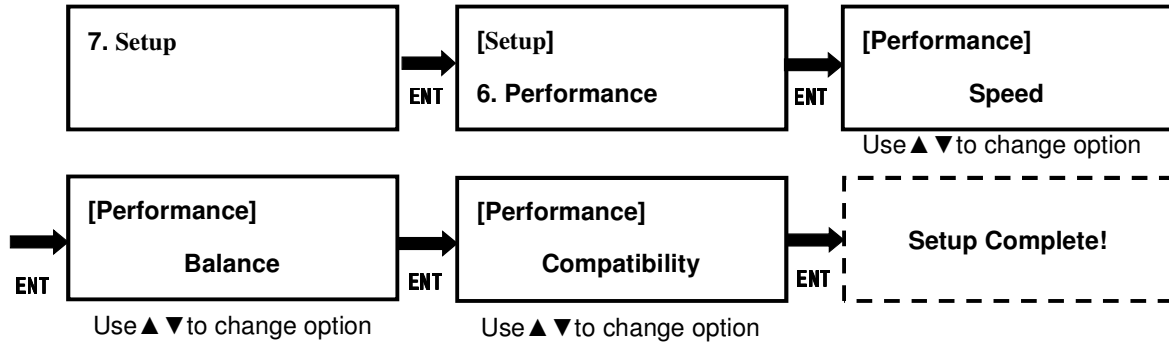 7. Setup
ENT
[Setup]
6. Performance
ENT
[Performance]
Speed
Use▲▼to change option
ENT
[Performance]
Balance
Use▲▼to change option
ENT
[Performance]
Compatibility
Use▲▼to change option
ENT
Setup Complete!